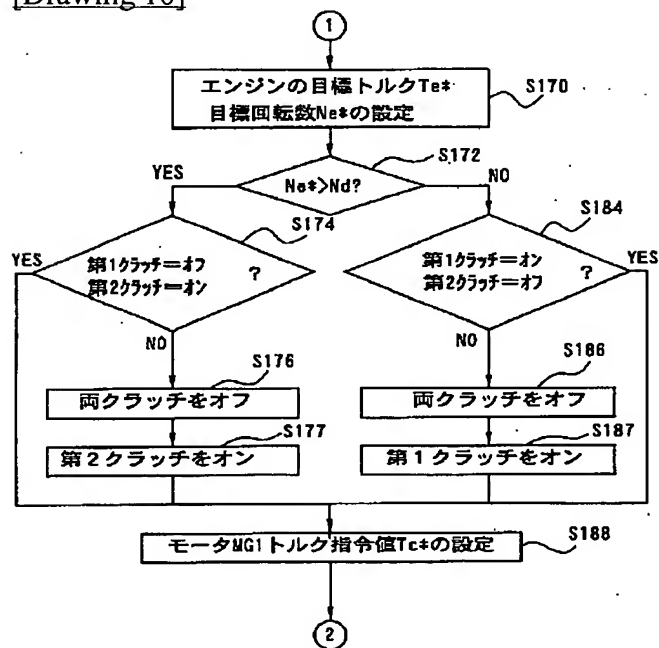 [Drawing 10]
1
エンジンの目標トルクTe*
目標回転数Ne*の設定
S170
S172
YES
Ne*>Nd?
NO
S174
S184
YES
第1クラッチ=オフ
第2クラッチ=オン
?
第1クラッチ=オン
第2クラッチ=オフ
?
YES
NO
NO
S176
S186
両クラッチをオフ
両クラッチをオフ
S177
S187
第2クラッチをオン
第1クラッチをオン
モータMG1トルク指令値Tc*の設定
S188
2